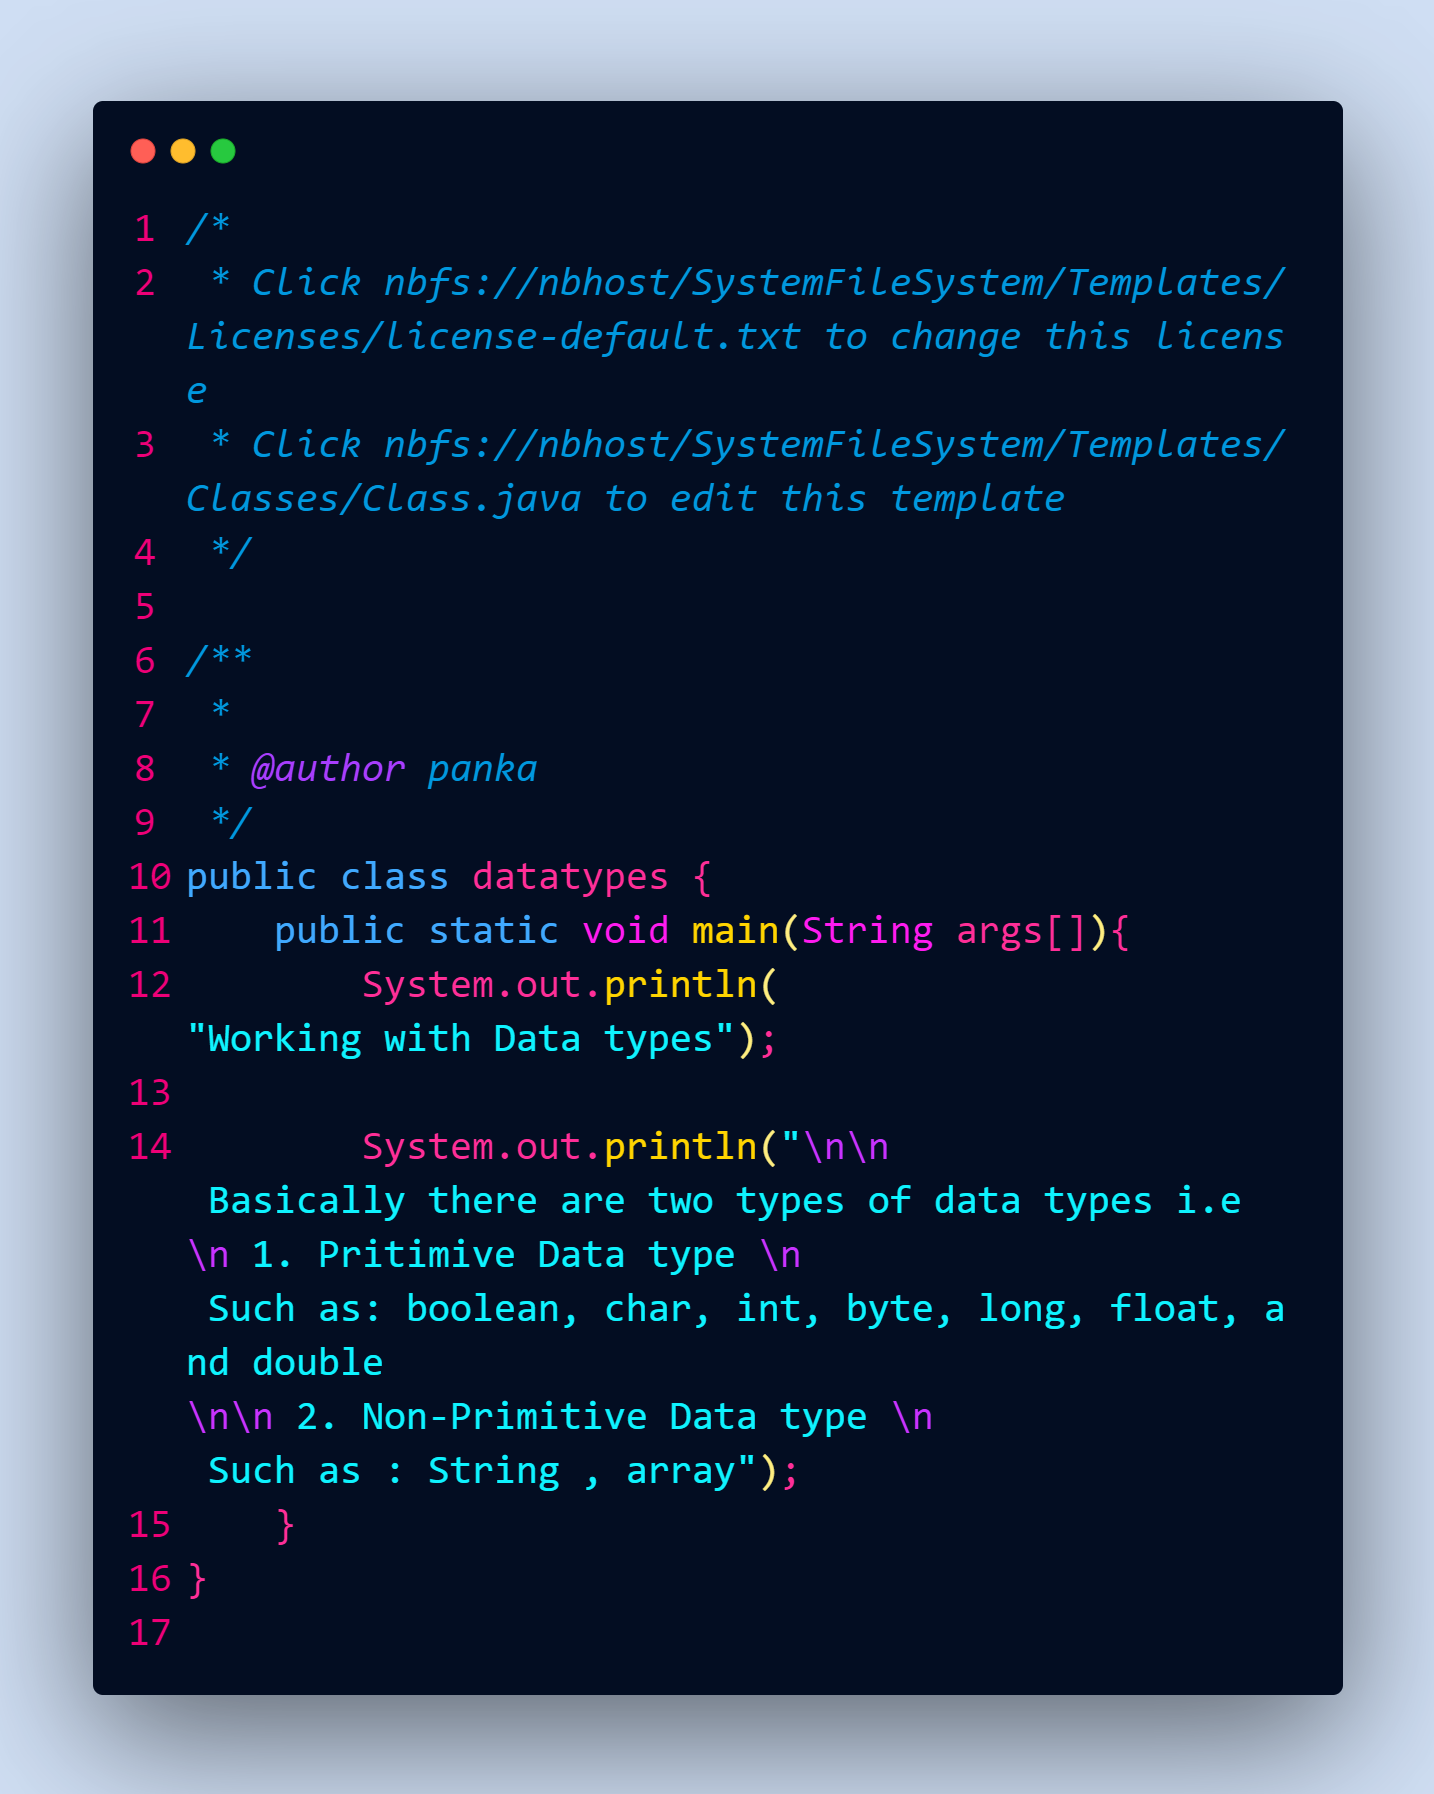 1 /*
2  * Click nbfs://nbhost/SystemFileSystem/Templates/
Licenses/license-default.txt to change this licens
e
3  * Click nbfs://nbhost/SystemFileSystem/Templates/
Classes/Class.java to edit this template
4  */
5
6 /**
7  *
8  * @author panka
9  */
10 public class datatypes {
11     public static void main(String args[]){
12         System.out.println(
"Working with Data types");
13
14         System.out.println("\n\n
 Basically there are two types of data types i.e
\n 1. Pritimive Data type \n
 Such as: boolean, char, int, byte, long, float, a
nd double
\n\n 2. Non-Primitive Data type \n
 Such as : String , array");
15     }
16 }
17